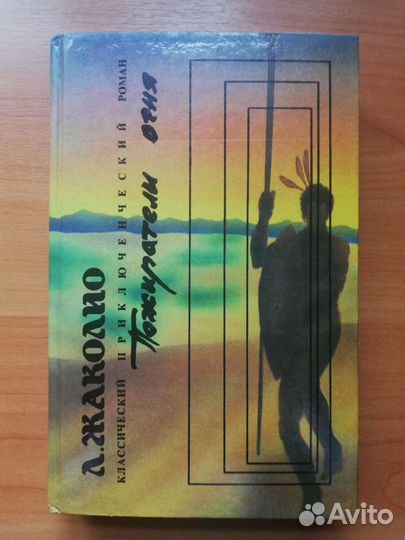 Л.ЖАКОЛИО
КЛАССИЧЕСКИЙ ПРИКЛЮЧЕНЧЕСКИЙ РОМАН
Пожиратели огня
Avito